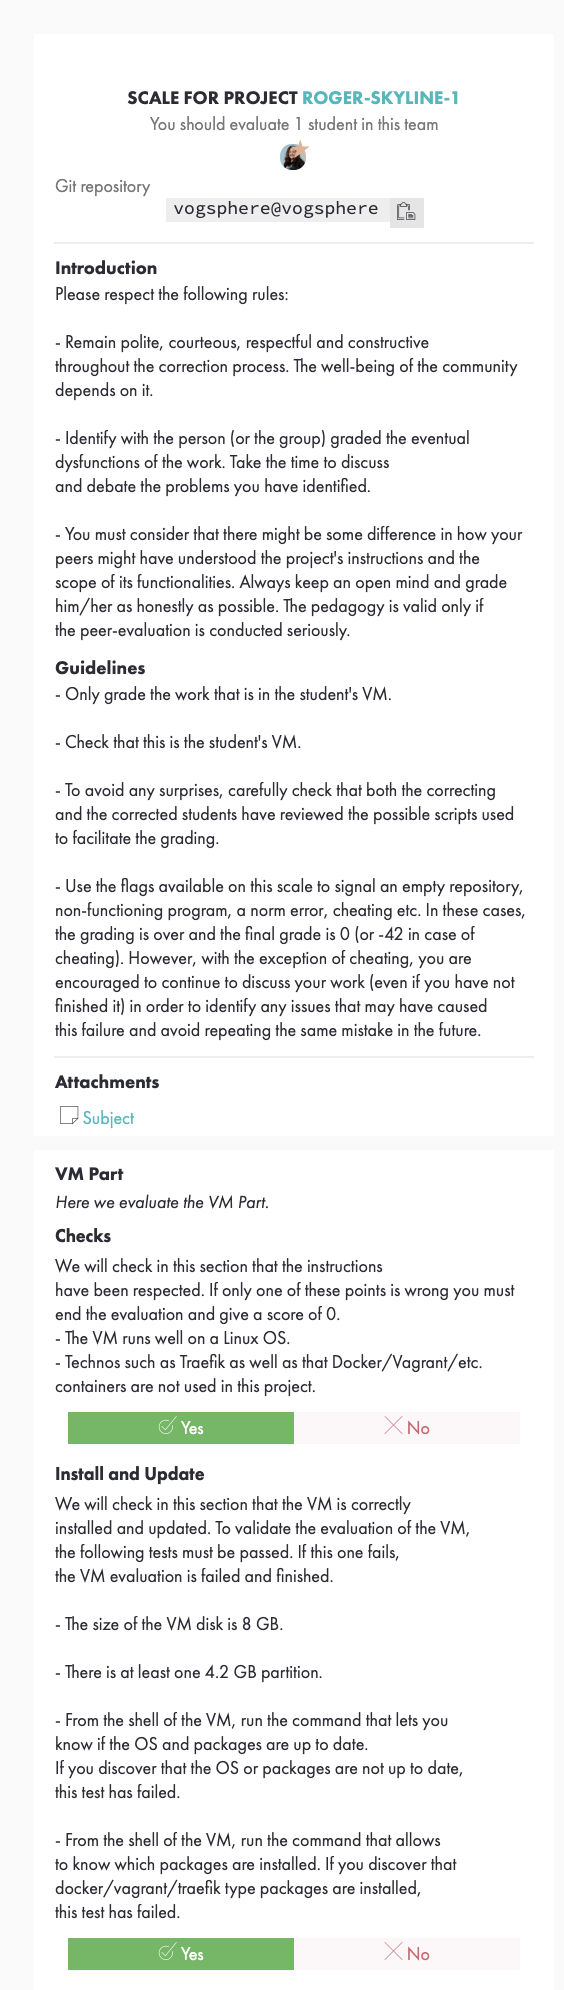 SCALE FOR PROJECT ROGER-SKYLINE-1
You should evaluate 1 student in this team
Git repository
vogsphere@vogsphere
Introduction
Please respect the following rules:
- Remain polite, courteous, respectful and constructive
throughout the correction process. The well-being of the community
depends on it.
- Identify with the person (or the group) graded the eventual
dysfunctions of the work. Take the time to discuss
and debate the problems you have identified.
- You must consider that there might be some difference in how your
peers might have understood the project's instructions and the
scope of its functionalities. Always keep an open mind and grade
him/her as honestly as possible. The pedagogy is valid only if
the peer-evaluation is conducted seriously.
Guidelines
- Only grade the work that is in the student's VM.
- Check that this is the student's VM.
- To avoid any surprises, carefully check that both the correcting
and the corrected students have reviewed the possible scripts used
to facilitate the grading.
- Use the flags available on this scale to signal an empty repository,
non-functioning program, a norm error, cheating etc. In these cases,
the grading is over and the final grade is 0 (or -42 in case of
cheating). However, with the exception of cheating, you are
encouraged to continue to discuss your work (even if you have not
finished it) in order to identify any issues that may have caused
this failure and avoid repeating the same mistake in the future.
Attachments
Subject
VM Part
Here we evaluate the VM Part.
Checks
We will check in this section that the instructions
have been respected. If only one of these points is wrong you must
end the evaluation and give a score of 0.
- The VM runs well on a Linux OS.
- Technos such as Traefik as well as that Docker/Vagrant/etc.
containers are not used in this project.
Yes No
Install and Update
We will check in this section that the VM is correctly
installed and updated. To validate the evaluation of the VM,
the following tests must be passed. If this one fails,
the VM evaluation is failed and finished.
- The size of the VM disk is 8 GB.
- There is at least one 4.2 GB partition.
- From the shell of the VM, run the command that lets you
know if the OS and packages are up to date.
If you discover that the OS or packages are not up to date,
this test has failed.
- From the shell of the VM, run the command that allows
to know which packages are installed. If you discover that
docker/vagrant/traefik type packages are installed,
this test has failed.
Yes No